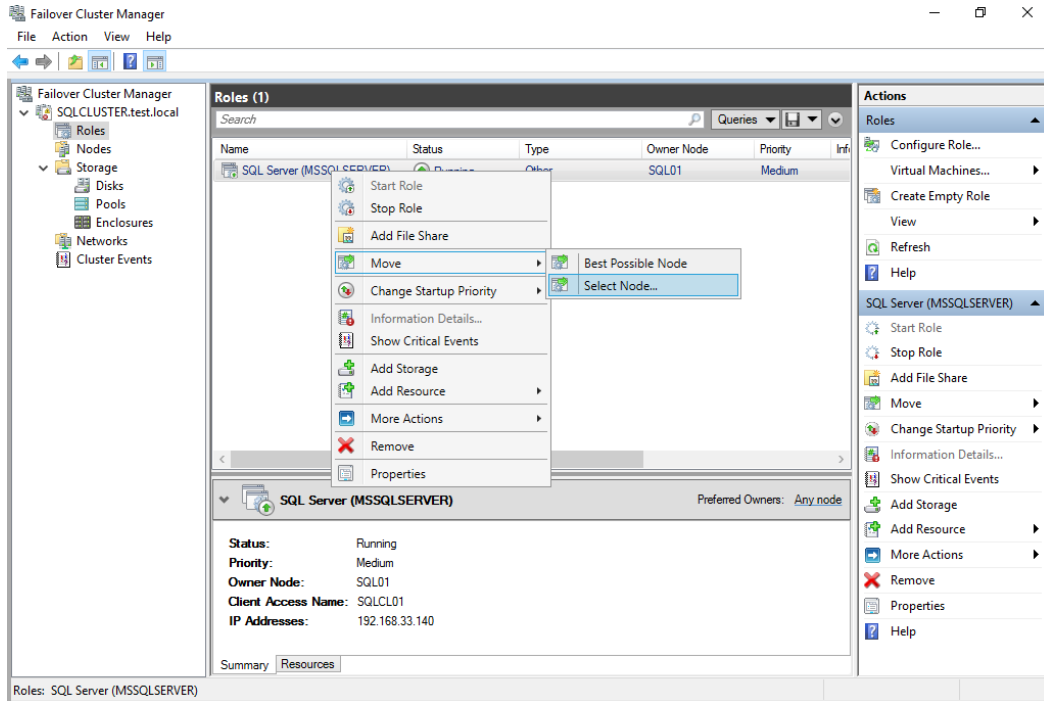 Failover Cluster Manager
File Action View Help
Failover Cluster Manager
SQLCLUSTER.test.local
Roles
Nodes
Storage
Disks
Pools
Enclosures
Networks
Cluster Events
Roles (1)
Search
Queries
Name Status Type Owner Node Priority Inf
SQL Server (MSSQLSERVER) Running Other SQL01 Medium
Start Role
Stop Role
Add File Share
Move
Change Startup Priority
Information Details...
Show Critical Events
Add Storage
Add Resource
More Actions
Remove
Properties
Best Possible Node
Select Node...
SQL Server (MSSQLSERVER) Preferred Owners: Any node
Status: Running
Priority: Medium
Owner Node: SQL01
Client Access Name: SQLCL01
IP Addresses: 192.168.33.140
Summary Resources
Actions
Roles
Configure Role...
Virtual Machines...
Create Empty Role
View
Refresh
Help
SQL Server (MSSQLSERVER)
Start Role
Stop Role
Add File Share
Move
Change Startup Priority
Information Details...
Show Critical Events
Add Storage
Add Resource
More Actions
Remove
Properties
Help
Roles: SQL Server (MSSQLSERVER)